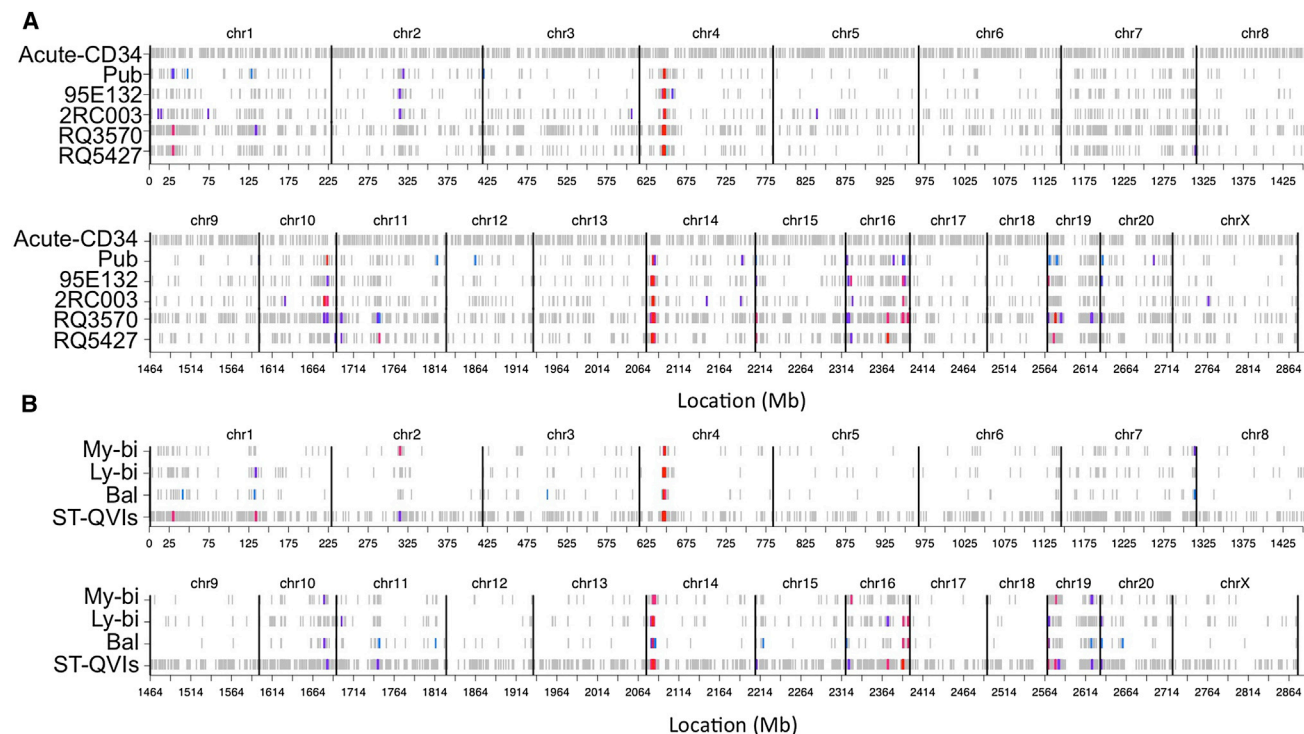 A
chr1 chr2 chr3 chr4 chr5 chr6 chr7 chr8
Acute-CD34
Pub
95E132
2RC003
RQ3570
RQ5427
0 25 75 125 175 225 275 325 425 475 525 575 625 675 725 775 825 875 925 975 1025 1125 1175 1225 1275 1325 1375 1425
chr9 chr10 chr11 chr12 chr13 chr14 chr15 chr16 chr17 chr18 chr19 chr20 chrX
Acute-CD34
Pub
95E132
2RC003
RQ3570
RQ5427
1464 1514 1564 1614 1664 1714 1764 1814 1864 1914 1964 2014 2064 2114 2164 2214 2264 2314 2364 2414 2464 2514 2564 2614 2664 2714 2764 2814 2864
Location (Mb)
B
chr1 chr2 chr3 chr4 chr5 chr6 chr7 chr8
My-bi
Ly-bi
Bal
ST-QVIs
0 25 75 125 175 225 275 325 425 475 525 575 625 675 725 775 825 875 925 975 1025 1125 1175 1225 1275 1325 1375 1425
chr9 chr10 chr11 chr12 chr13 chr14 chr15 chr16 chr17 chr18 chr19 chr20 chrX
My-bi
Ly-bi
Bal
ST-QVIs
1464 1514 1564 1614 1664 1714 1764 1814 1864 1914 1964 2014 2064 2114 2164 2214 2264 2314 2364 2414 2464 2514 2564 2614 2664 2714 2764 2814 2864
Location (Mb)